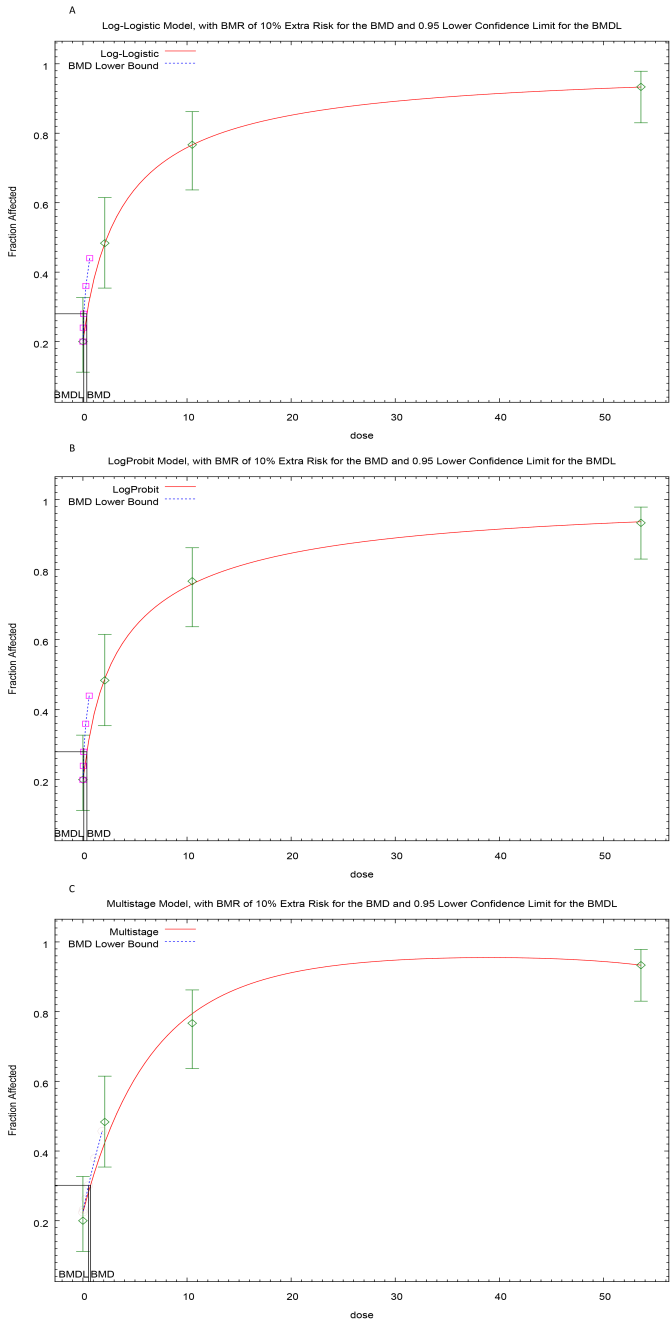 A
Log-Logistic Model, with BMR of 10% Extra Risk for the BMD and 0.95 Lower Confidence Limit for the BMDL
Log-Logistic
BMD Lower Bound
1
0.8
0.6
0.4
0.2
Fraction Affected
BMDL BMD
0 10 20 30 40 50
dose
B
LogProbit Model, with BMR of 10% Extra Risk for the BMD and 0.95 Lower Confidence Limit for the BMDL
LogProbit
BMD Lower Bound
1
0.8
0.6
0.4
0.2
Fraction Affected
BMDL BMD
0 10 20 30 40 50
dose
C
Multistage Model, with BMR of 10% Extra Risk for the BMD and 0.95 Lower Confidence Limit for the BMDL
Multistage
BMD Lower Bound
1
0.8
0.6
0.4
0.2
Fraction Affected
BMDL BMD
0 10 20 30 40 50
dose